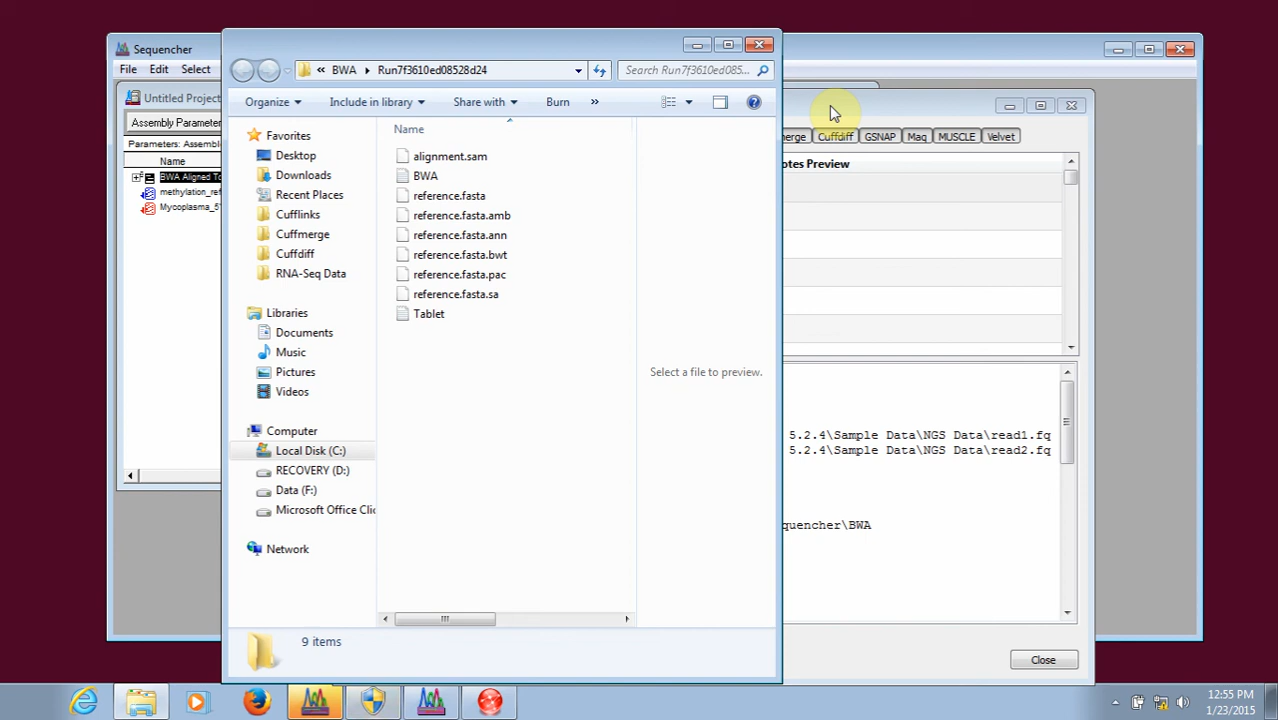 Sequencher
File Edit Select
Untitled Project
Assembly Parameter
Parameters: Assemb
Name
BWA Aligned To
methylation_ref
Mycoplasma_5'
« BWA Run7f3610ed08528d24
Search Run7f3610ed085...
Organize Include in library Share with Burn »
Favorites
Desktop
Downloads
Recent Places
Cufflinks
Cuffmerge
Cuffdiff
RNA-Seq Data
Libraries
Documents
Music
Pictures
Videos
Computer
Local Disk (C:)
RECOVERY (D:)
Data (F:)
Microsoft Office Clic
Network
Name
alignment.sam
BWA
reference.fasta
reference.fasta.amb
reference.fasta.ann
reference.fasta.bwt
reference.fasta.pac
reference.fasta.sa
Tablet
Select a file to preview.
9 items
nerge Cuffdiff GSNAP Maq MUSCLE Velvet
otes Preview
5.2.4\Sample Data\NGS Data\read1.fq
5.2.4\Sample Data\NGS Data\read2.fq
quencher\BWA
Close
12:55 PM
1/23/2015